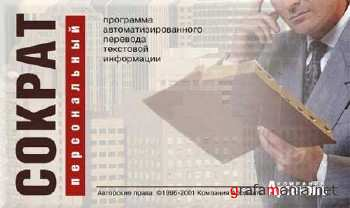 СОКРАТ
персональный
программа
автоматизированного
перевода
текстовой
информации
Авторские права ©1996-2001 Компания
grafamania.net